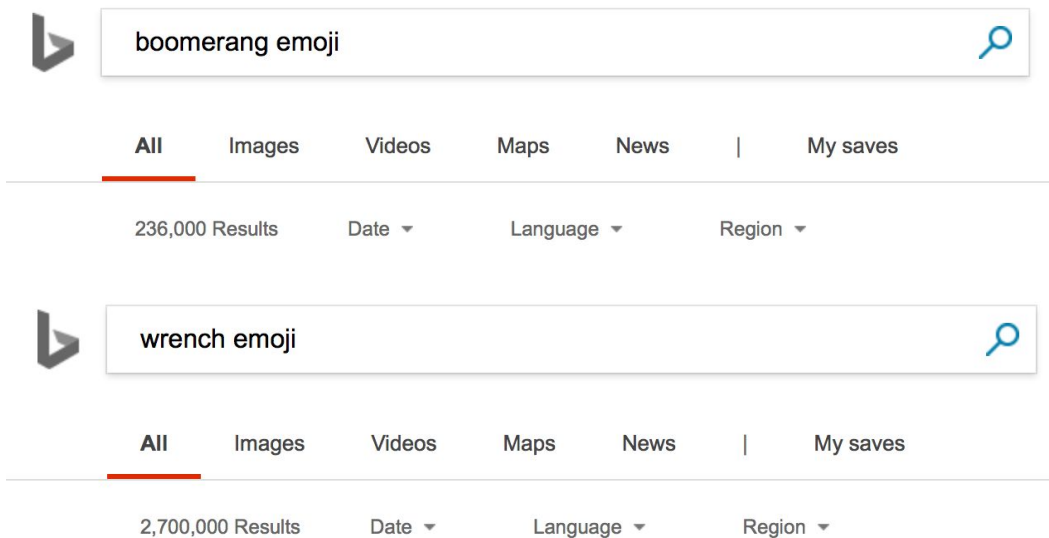 boomerang emoji
All Images Videos Maps News | My saves
236,000 Results Date Language Region
wrench emoji
All Images Videos Maps News | My saves
2,700,000 Results Date Language Region